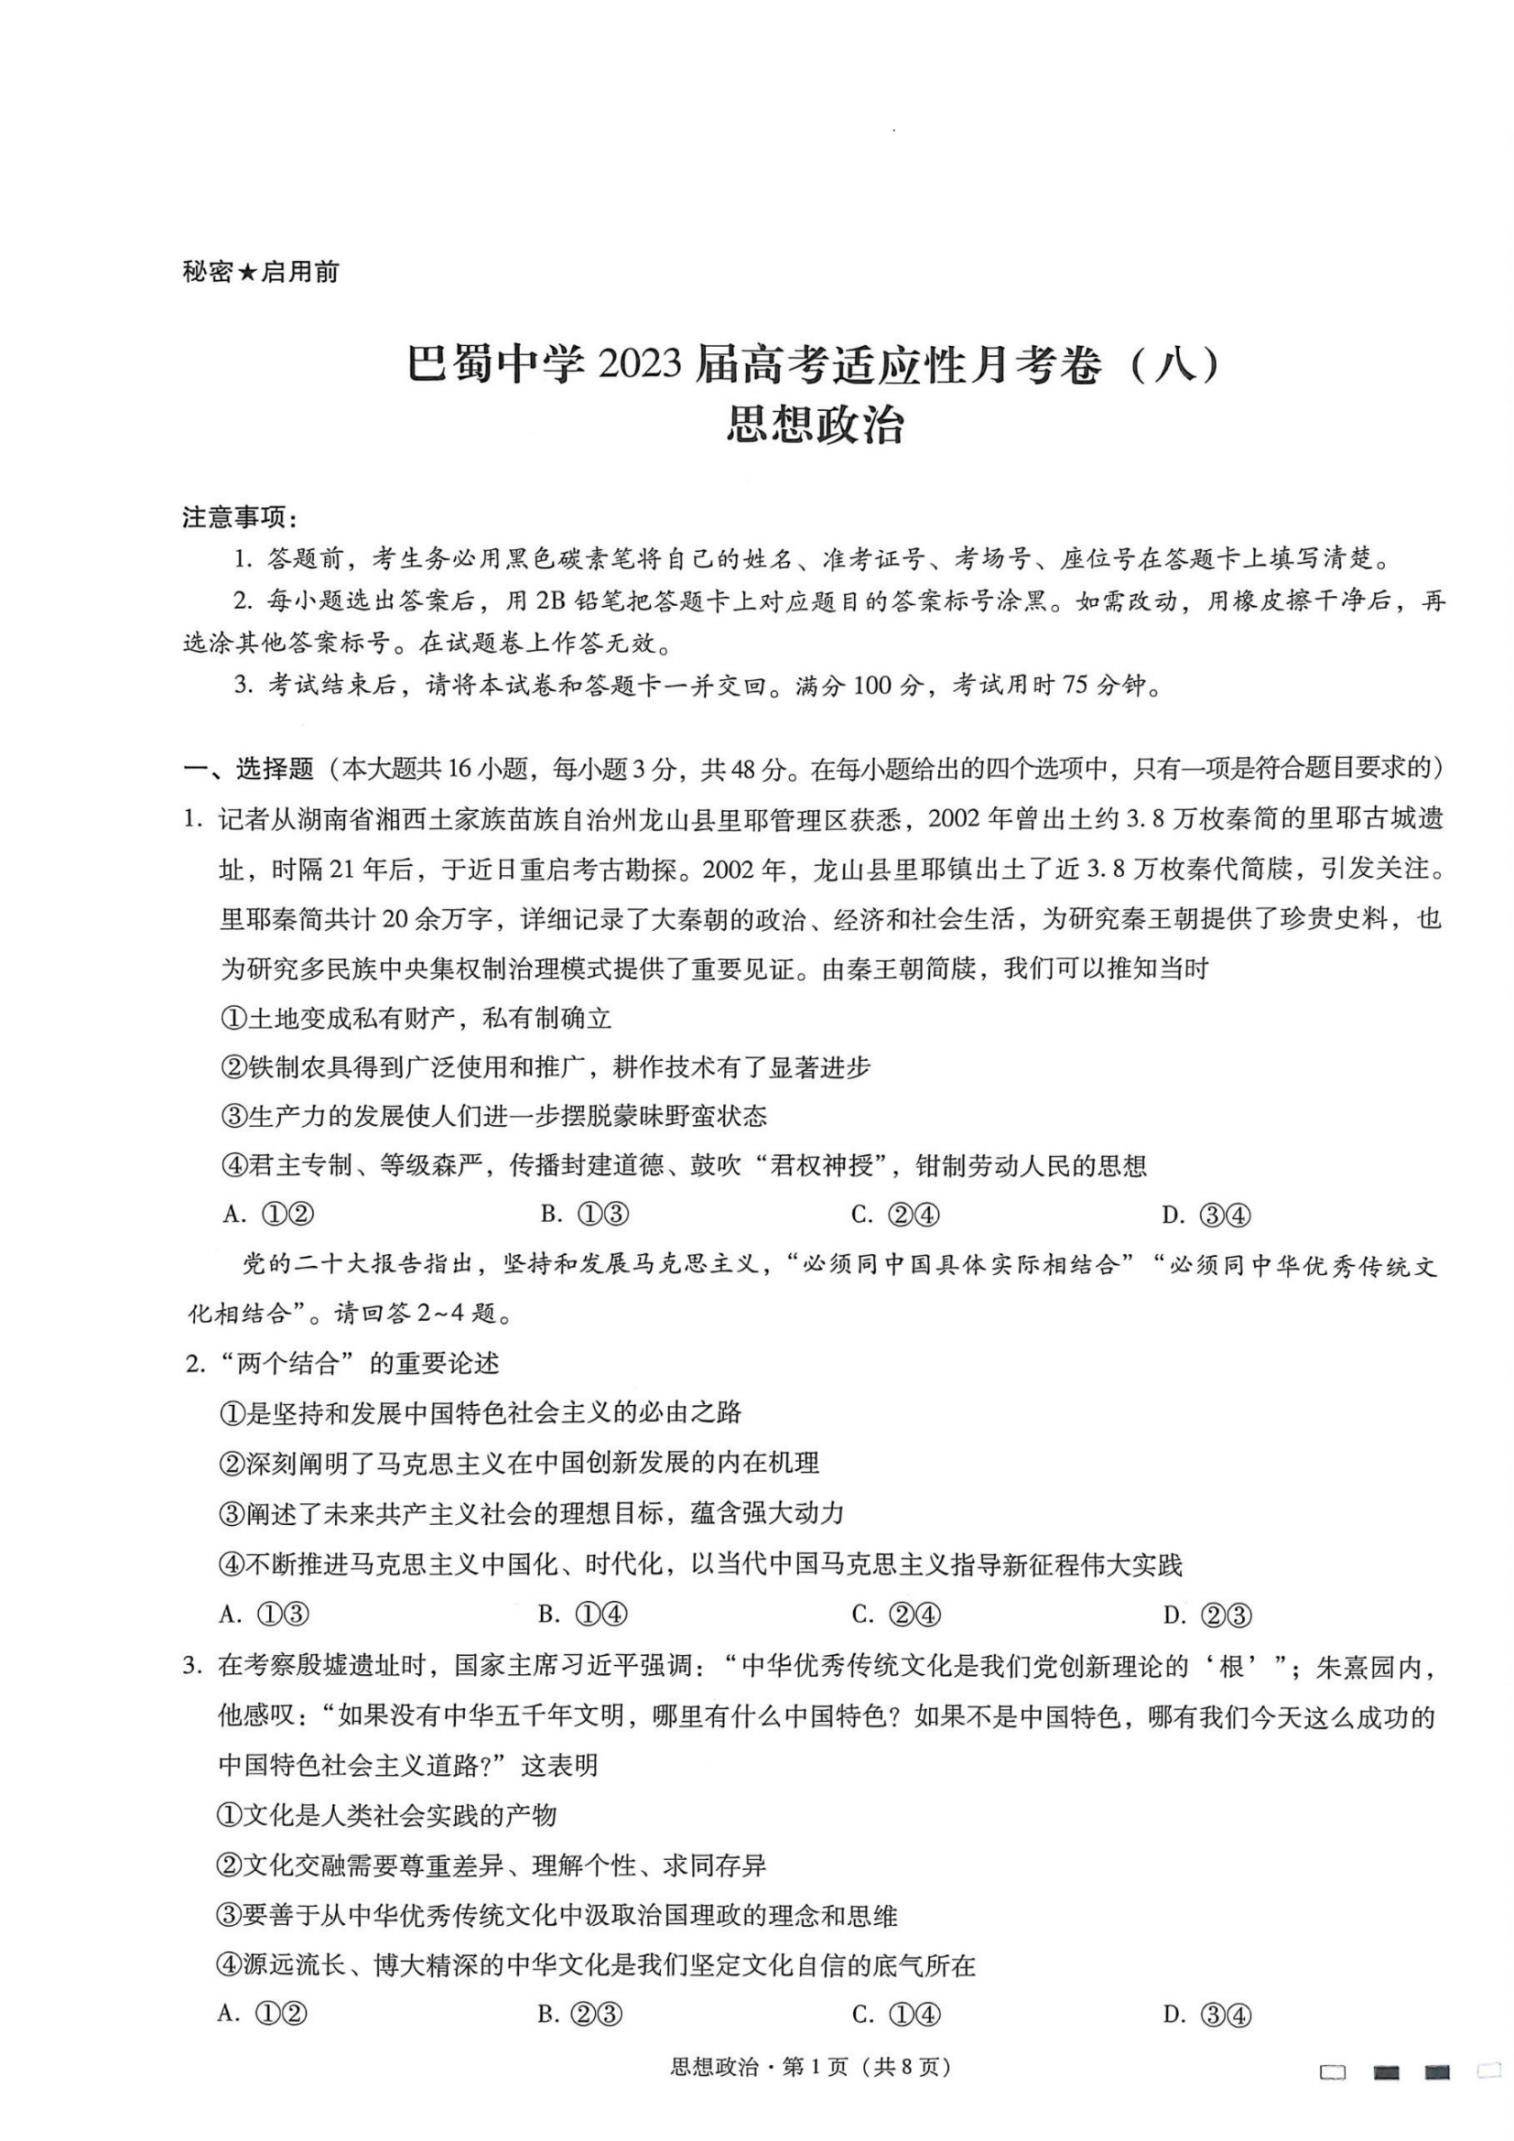 秘密★启用前
巴蜀中学 2023 届高考适应性月考卷（八）
思想政治
注意事项：
1. 答题前，考生务必用黑色碳素笔将自己的姓名、准考证号、考场号、座位号在答题卡上填写清楚。
2. 每小题选出答案后，用 2B 铅笔把答题卡上对应题目的答案标号涂黑。如需改动，用橡皮擦干净后，再
选涂其他答案标号。在试题卷上作答无效。
3. 考试结束后，请将本试卷和答题卡一并交回。满分 100 分，考试用时 75 分钟。
一、选择题（本大题共 16 小题，每小题 3 分，共 48 分。在每小题给出的四个选项中，只有一项是符合题目要求的）
1. 记者从湖南省湘西土家族苗族自治州龙山县里耶管理区获悉，2002 年曾出土约 3.8 万枚秦简的里耶古城遗
址，时隔 21 年后，于近日重启考古勘探。2002 年，龙山县里耶镇出土了近 3.8 万枚秦代简牍，引发关注。
里耶秦简共计 20 余万字，详细记录了大秦朝的政治、经济和社会生活，为研究秦王朝提供了珍贵史料，也
为研究多民族中央集权制治理模式提供了重要见证。由秦王朝简牍，我们可以推知当时
①土地变成私有财产，私有制确立
②铁制农具得到广泛使用和推广，耕作技术有了显著进步
③生产力的发展使人们进一步摆脱蒙昧野蛮状态
④君主专制、等级森严，传播封建道德、鼓吹“君权神授”，钳制劳动人民的思想
A. ①② B. ①③ C. ②④ D. ③④
党的二十大报告指出，坚持和发展马克思主义，“必须同中国具体实际相结合”“必须同中华优秀传统文
化相结合”。请回答 2~4 题。
2. “两个结合”的重要论述
①是坚持和发展中国特色社会主义的必由之路
②深刻阐明了马克思主义在中国创新发展的内在机理
③阐述了未来共产主义社会的理想目标，蕴含强大动力
④不断推进马克思主义中国化、时代化，以当代中国马克思主义指导新征程伟大实践
A. ①③ B. ①④ C. ②④ D. ②③
3. 在考察殷墟遗址时，国家主席习近平强调：“中华优秀传统文化是我们党创新理论的‘根’”；朱熹园内，
他感叹：“如果没有中华五千年文明，哪里有什么中国特色？如果不是中国特色，哪有我们今天这么成功的
中国特色社会主义道路?”这表明
①文化是人类社会实践的产物
②文化交融需要尊重差异、理解个性、求同存异
③要善于从中华优秀传统文化中汲取治国理政的理念和思维
④源远流长、博大精深的中华文化是我们坚定文化自信的底气所在
A. ①② B. ②③ C. ①④ D. ③④
思想政治·第 1 页（共 8 页）